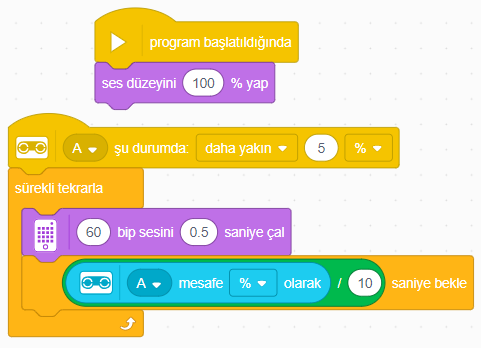 program başlatıldığında
ses düzeyini 100 % yap
A şu durumda: daha yakın 5 %
sürekli tekrarla
60 bip sesini 0.5 saniye çal
A mesafe % olarak / 10 saniye bekle